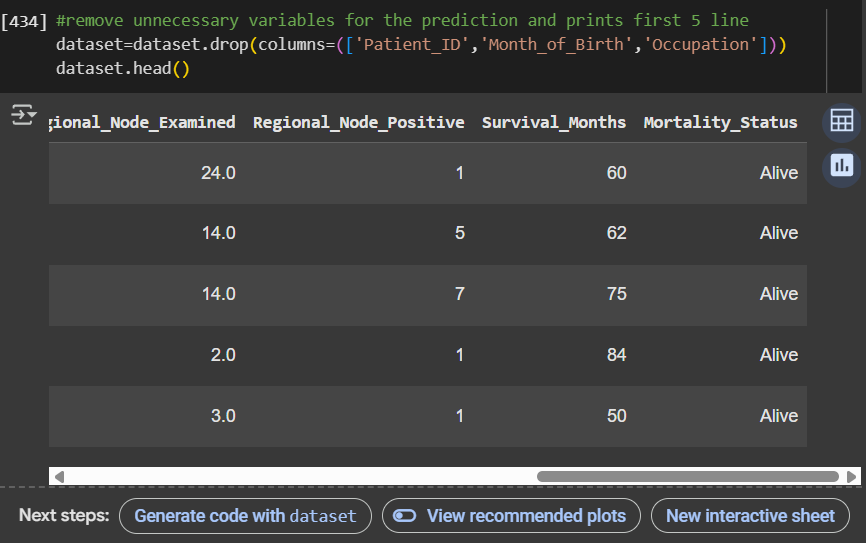 [434] #remove unnecessary variables for the prediction and prints first 5 line
dataset=dataset.drop(columns=(['Patient_ID','Month_of_Birth','Occupation']))
dataset.head()
gional_Node_Examined Regional_Node_Positive Survival_Months Mortality_Status
24.0 1 60 Alive
14.0 5 62 Alive
14.0 7 75 Alive
2.0 1 84 Alive
3.0 1 50 Alive
Next steps: Generate code with dataset View recommended plots New interactive sheet